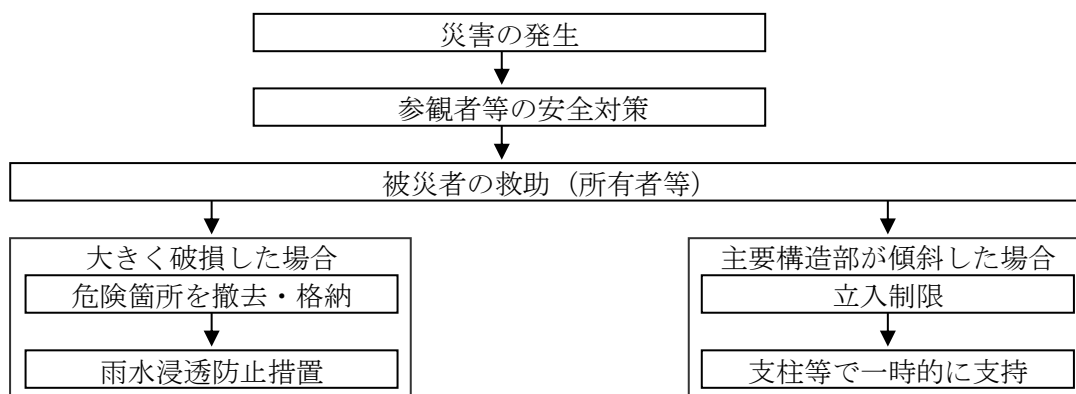 災害の発生
参観者等の安全対策
被災者の救助（所有者等）
大きく破損した場合
危険箇所を撤去・格納
雨水浸透防止措置
主要構造部が傾斜した場合
立入制限
支柱等で一時的に支持